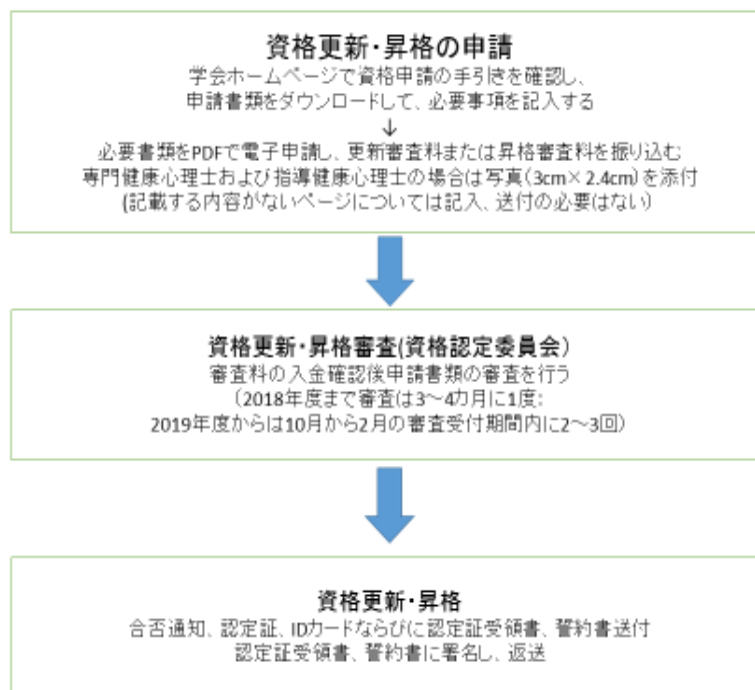 資格更新・昇格の申請
学会ホームページで資格申請の手引きを確認し、
申請書類をダウンロードして、必要事項を記入する
↓
必要書類をPDFで電子申請し、更新審査料または昇格審査料を振り込む
専門健康心理士および指導健康心理士の場合は写真(3cm×2.4cm)を添付
(記載する内容がないページについては記入、送付の必要はない)
資格更新・昇格審査(資格認定委員会)
審査料の入金確認後申請書類の審査を行う
(2018年度まで審査は3～4カ月に1度:
2019年度からは10月から2月の審査受付期間内に2～3回)
資格更新・昇格
合否通知、認定証、IDカードならびに認定証受領書、誓約書送付
認定証受領書、誓約書に署名し、返送